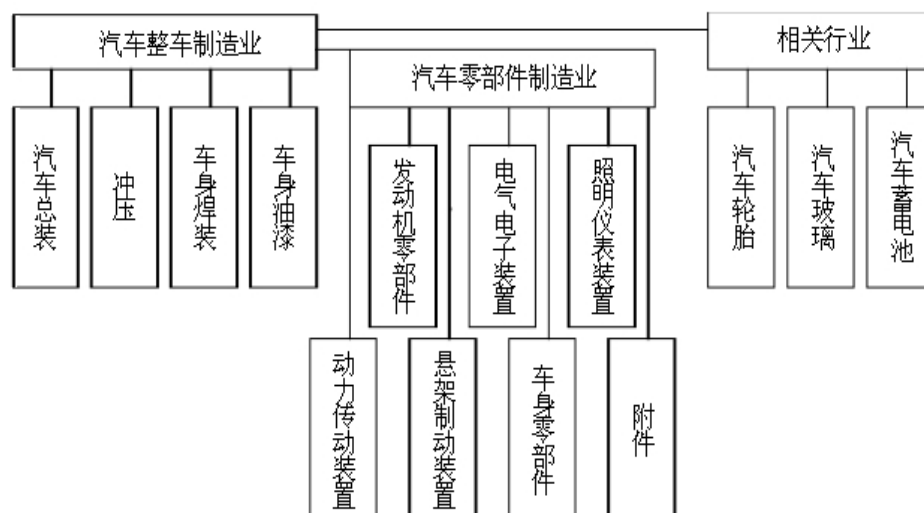 汽车整车制造业
相关行业
汽车零部件制造业
汽车总装
冲压
车身焊装
车身油漆
发动机零部件
电气电子装置
照明仪表装置
汽车轮胎
汽车玻璃
汽车蓄电池
动力传动装置
悬架制动装置
车身零部件
附件